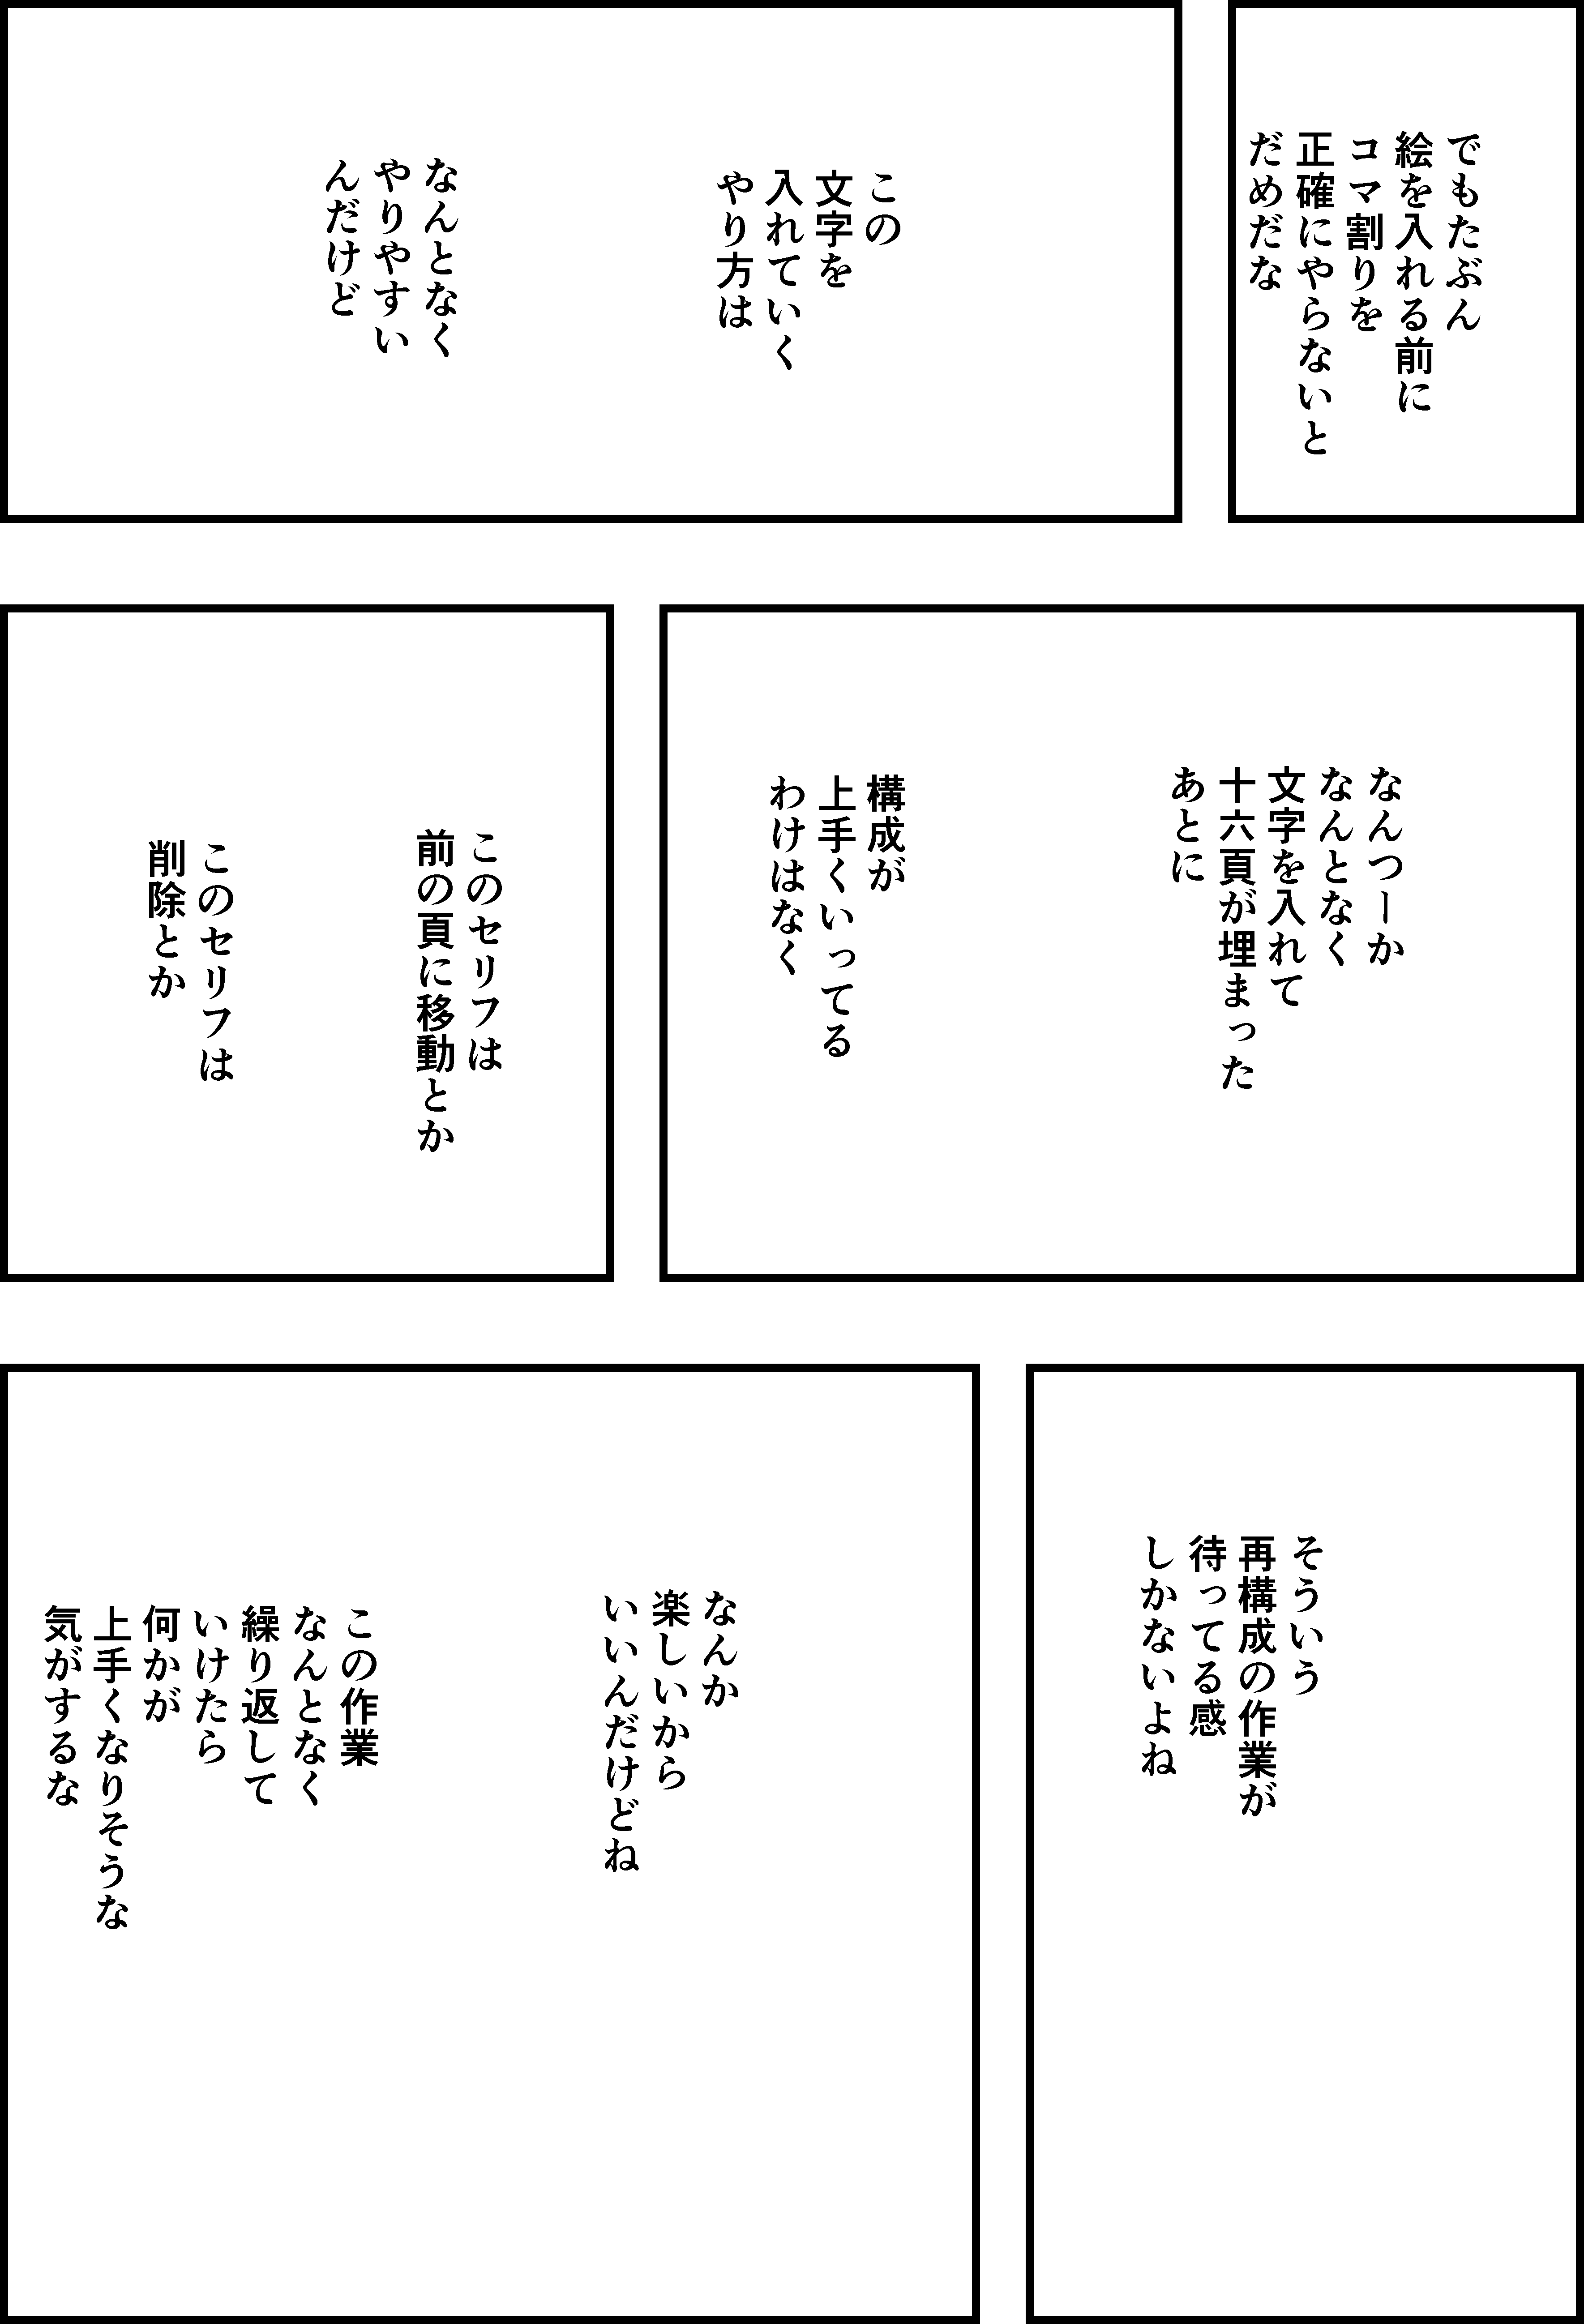 でもたぶん
絵を入れる前に
コマ割りを
正確にやらないと
だめだな
この
文字を
入れていく
やり方は
なんとなく
やりやすい
んだけど
なんつーか
なんとなく
文字を入れて
十六頁が埋まった
あとに
構成が
上手くいってる
わけはなく
このセリフは
前の頁に移動とか
このセリフは
削除とか
そういう
再構成の作業が
待ってる感
しかないよね
なんか
楽しいから
いいんだけどね
この作業
なんとなく
繰り返して
いけたら
何かが
上手くなりそうな
気がするな